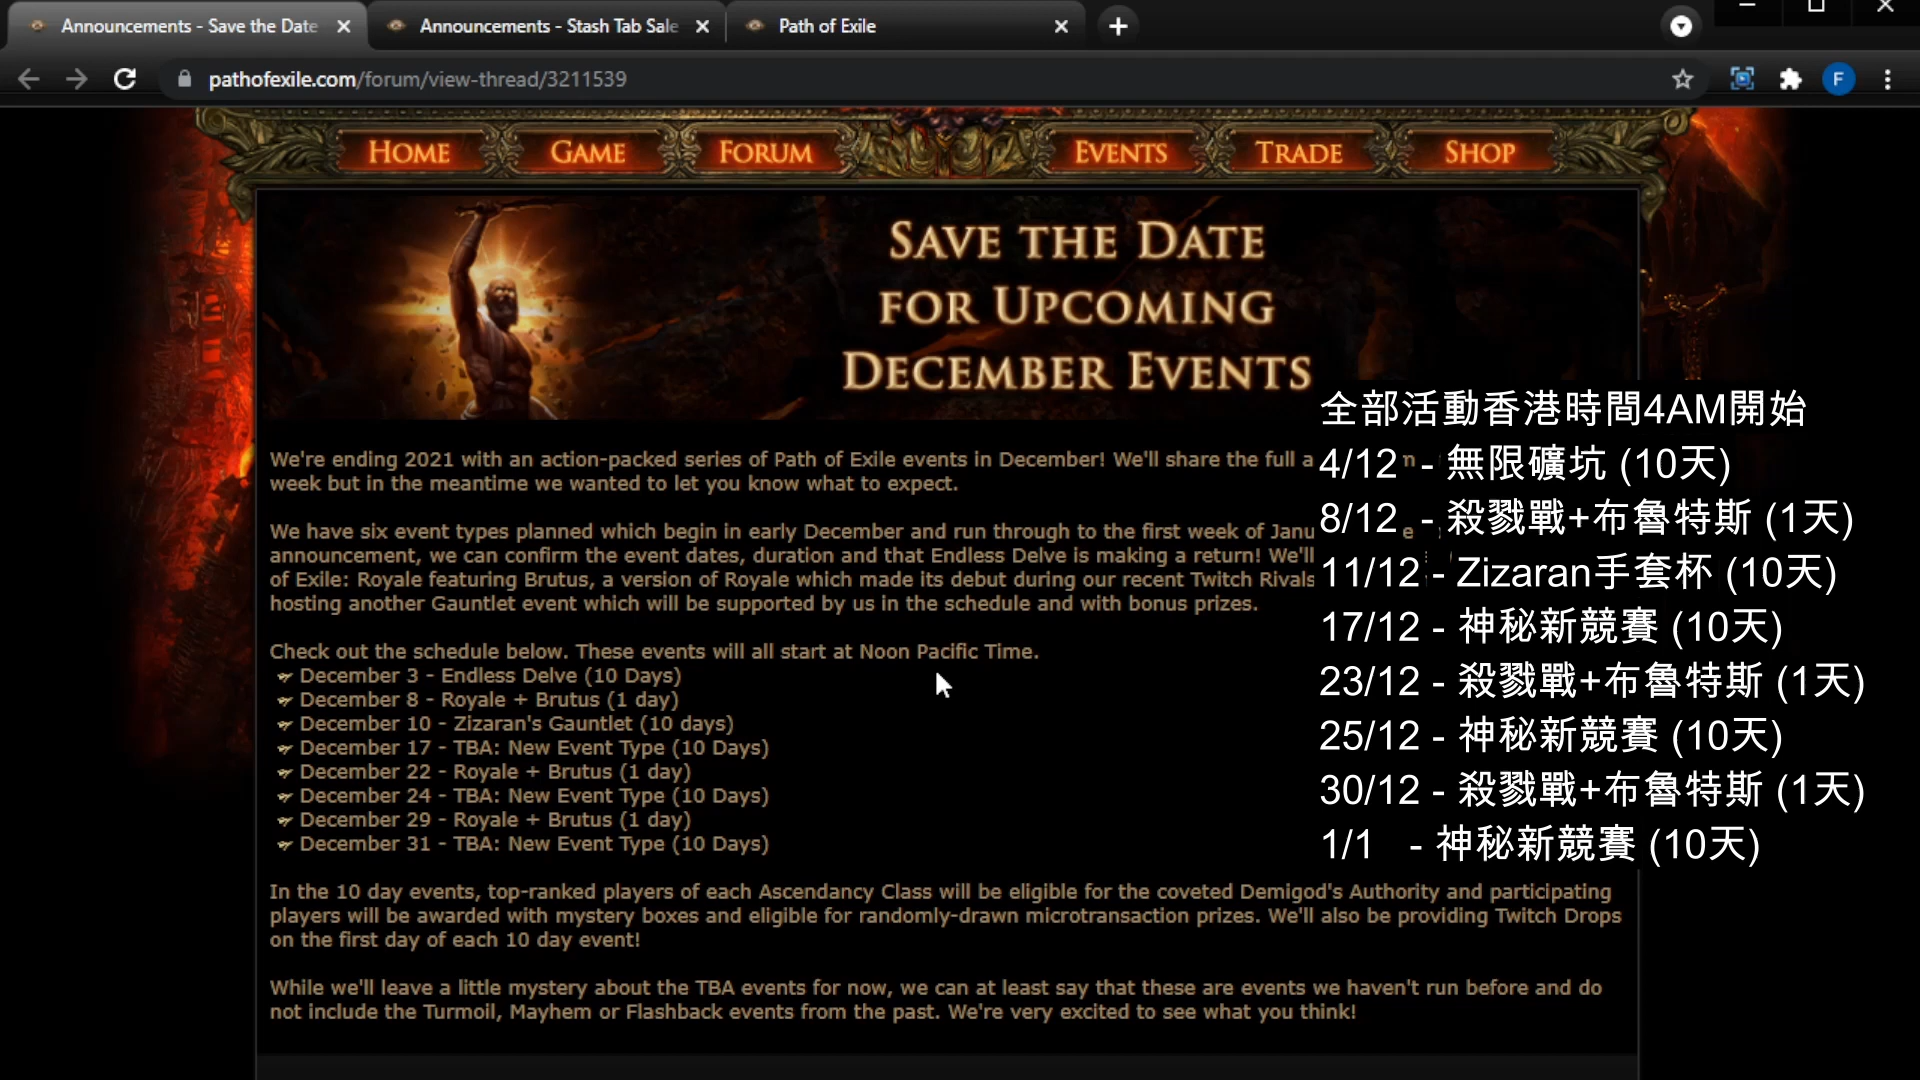 Announcements - Save the Date
Announcements - Stash Tab Sale
Path of Exile
pathofexile.com/forum/view-thread/3211539
F
HOME
GAME
FORUM
EVENTS
TRADE
SHOP
SAVE THE DATE
FOR UPCOMING
DECEMBER EVENTS
We're ending 2021 with an action-packed series of Path of Exile events in December! We'll share the full a
week but in the meantime we wanted to let you know what to expect.
We have six event types planned which begin in early December and run through to the first week of Janu
announcement, we can confirm the event dates, duration and that Endless Delve is making a return! We'll
of Exile: Royale featuring Brutus, a version of Royale which made its debut during our recent Twitch Rivals
hosting another Gauntlet event which will be supported by us in the schedule and with bonus prizes.
Check out the schedule below. These events will all start at Noon Pacific Time.
December 3 - Endless Delve (10 Days)
December 8 - Royale + Brutus (1 day)
December 10 - Zizaran's Gauntlet (10 days)
December 17 - TBA: New Event Type (10 Days)
December 22 - Royale + Brutus (1 day)
December 24 - TBA: New Event Type (10 Days)
December 29 - Royale + Brutus (1 day)
December 31 - TBA: New Event Type (10 Days)
In the 10 day events, top-ranked players of each Ascendancy Class will be eligible for the coveted Demigod's Authority and participating
players will be awarded with mystery boxes and eligible for randomly-drawn microtransaction prizes. We'll also be providing Twitch Drops
on the first day of each 10 day event!
While we'll leave a little mystery about the TBA events for now, we can at least say that these are events we haven't run before and do
not include the Turmoil, Mayhem or Flashback events from the past. We're very excited to see what you think!
全部活動香港時間4AM開始
4/12 - 無限礦坑 (10天)
8/12 - 殺戮戰+布魯特斯 (1天)
11/12 - Zizaran手套杯 (10天)
17/12 - 神秘新競賽 (10天)
23/12 - 殺戮戰+布魯特斯 (1天)
25/12 - 神秘新競賽 (10天)
30/12 - 殺戮戰+布魯特斯 (1天)
1/1 - 神秘新競賽 (10天)